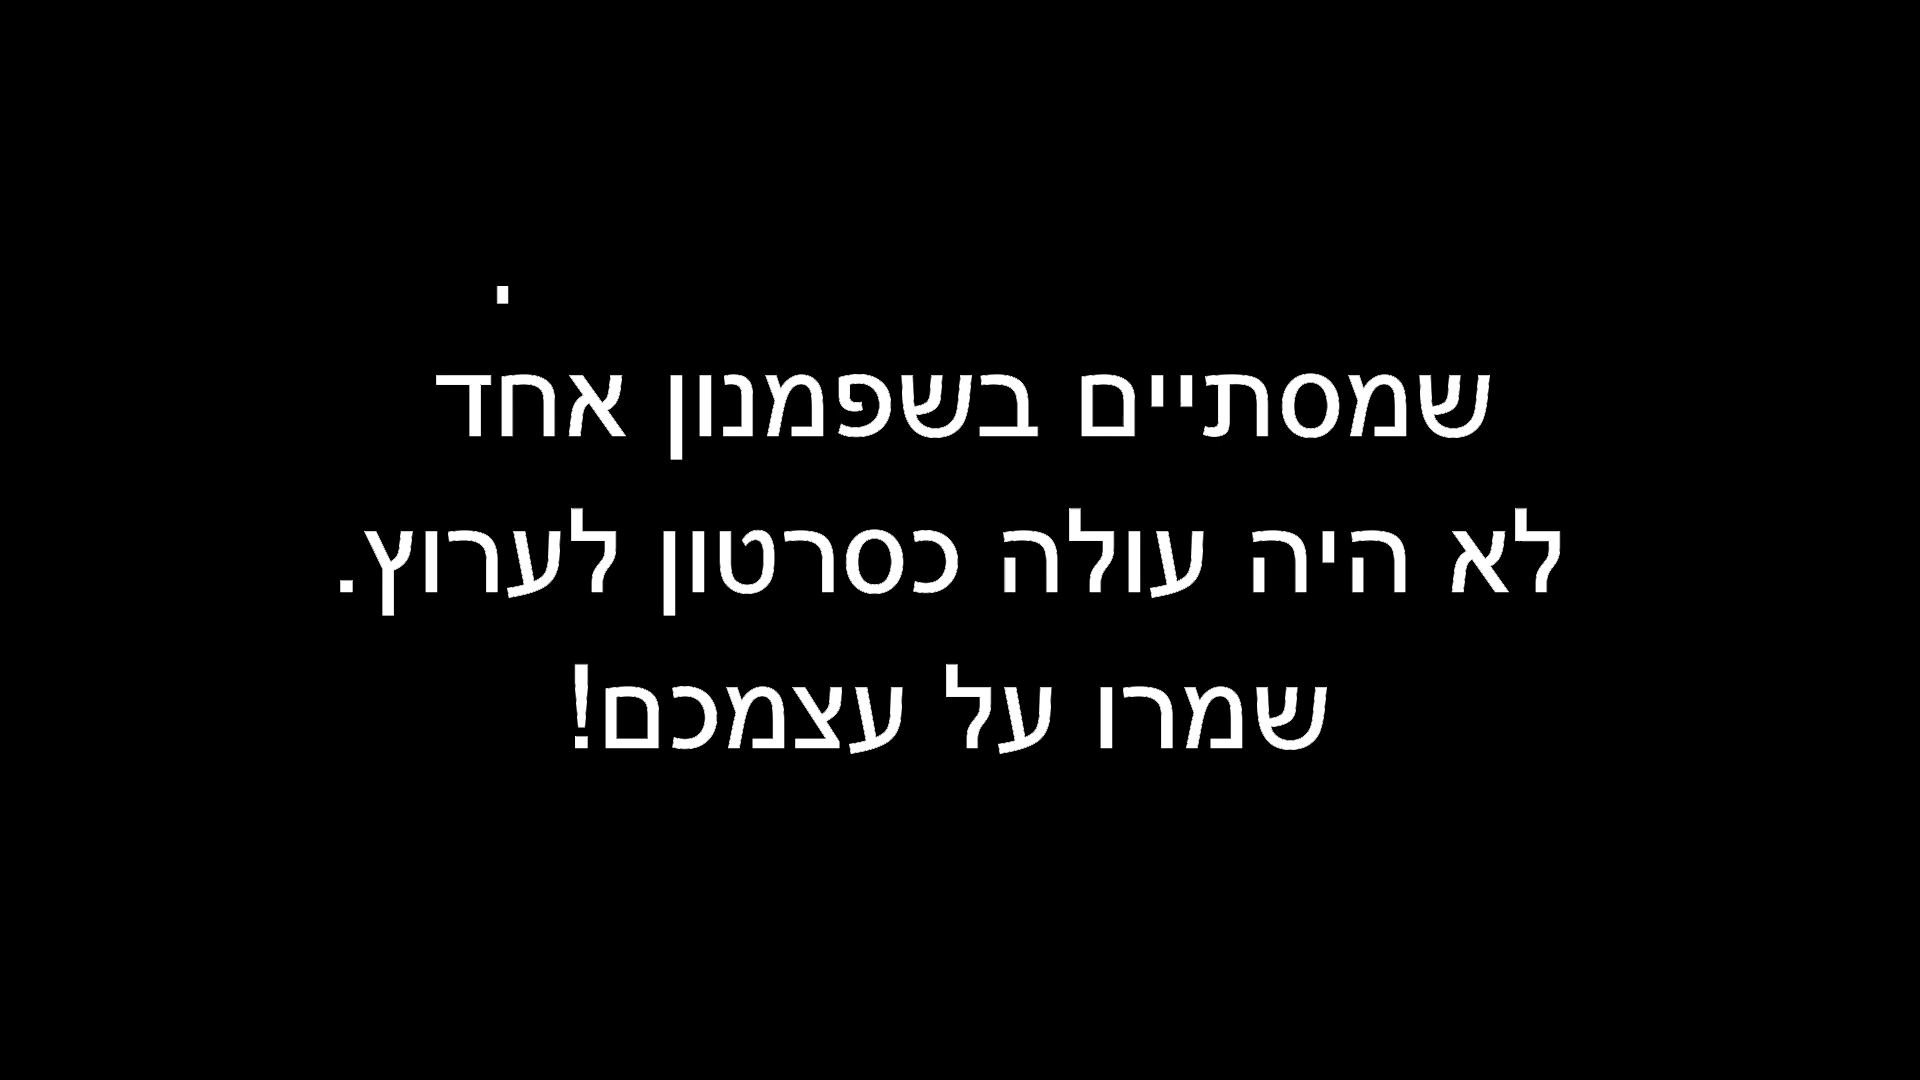 שמסתיים בשפמנון אחד
לא היה עולה כסרטון לערוץ.
שמרו על עצמכם!